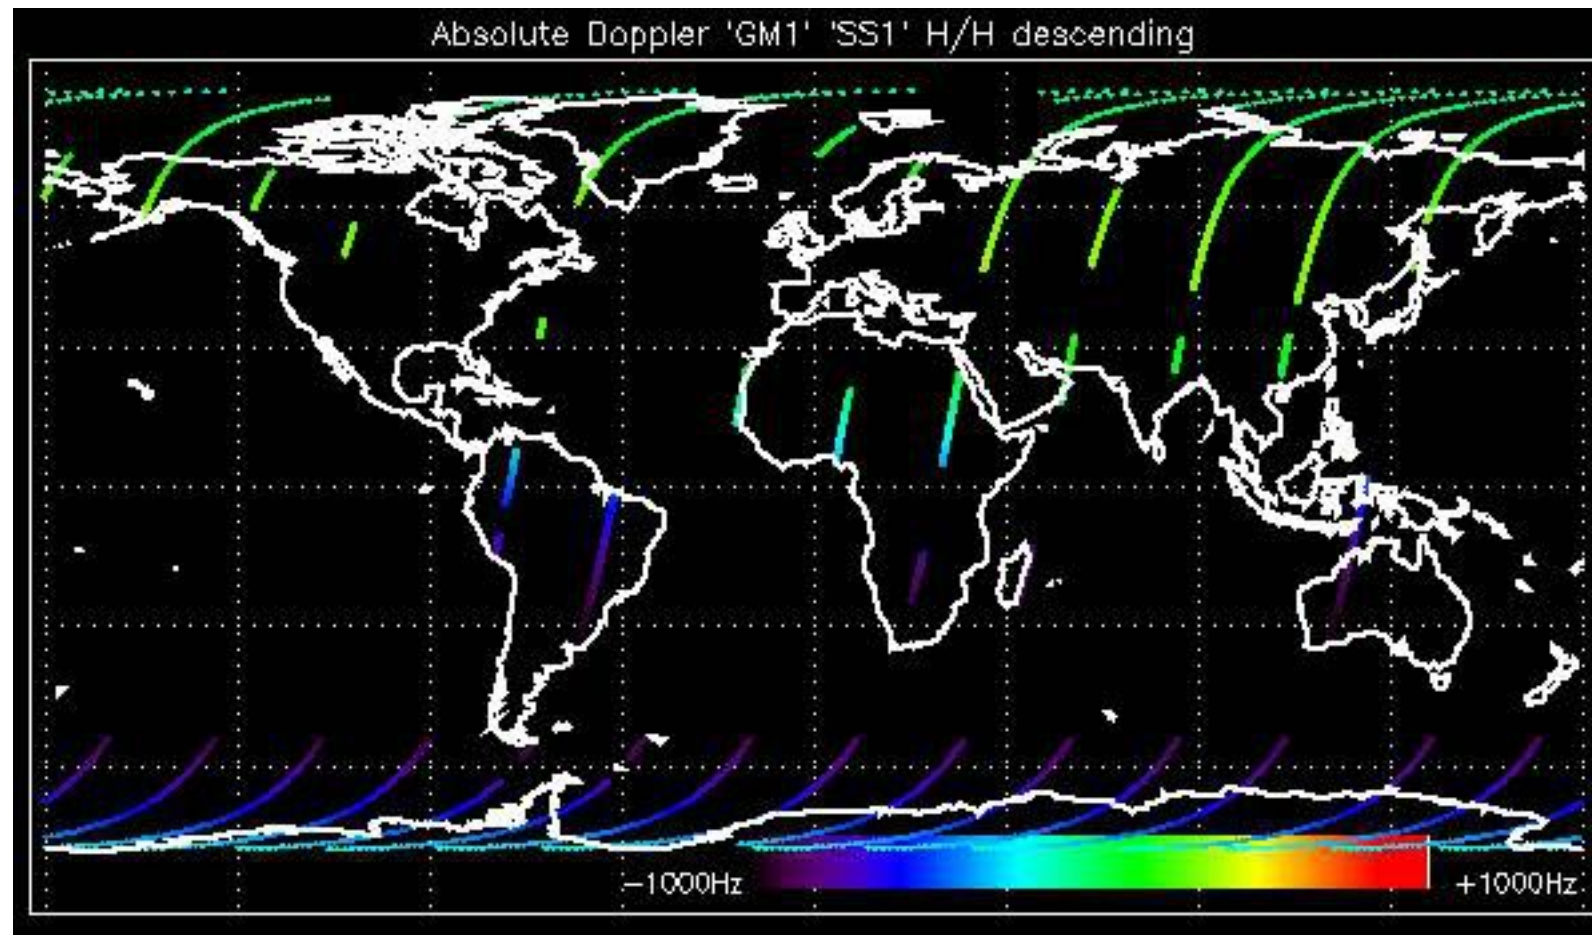 Absolute Doppler 'GM1' 'SS1' H/H descending
−1000Hz +1000Hz